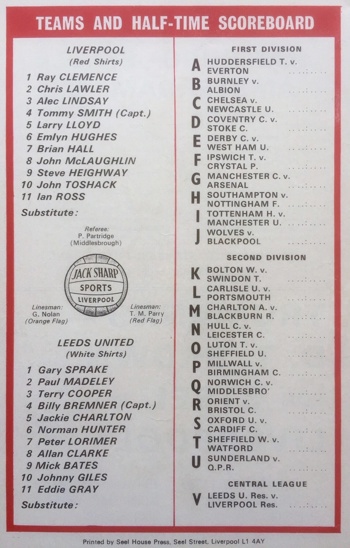 TEAMS AND HALF-TIME SCOREBOARD
LIVERPOOL
(Red Shirts)
1 Ray CLEMENCE
2 Chris LAWLER
3 Alec LINDSAY
4 Tommy SMITH (Capt.)
5 Larry LLOYD
6 Emlyn HUGHES
7 Brian HALL
8 John McLAUGHLIN
9 Steve HEIGHWAY
10 John TOSHACK
11 Ian ROSS
Substitute:
Referee:
P. Partridge
(Middlesbrough)
JACK SHARP
SPORTS
LIVERPOOL
Linesman:
G. Nolan
(Orange Flag)
Linesman:
T. M. Parry
(Red Flag)
LEEDS UNITED
(White Shirts)
1 Gary SPRAKE
2 Paul MADELEY
3 Terry COOPER
4 Billy BREMNER (Capt.)
5 Jackie CHARLTON
6 Norman HUNTER
7 Peter LORIMER
8 Allan CLARKE
9 Mick BATES
10 Johnny GILES
11 Eddie GRAY
Substitute:
FIRST DIVISION
A HUDDERSFIELD T. v.
EVERTON
B BURNLEY v.
ALBION
C CHELSEA v.
NEWCASTLE U.
D COVENTRY C. v.
STOKE C.
E DERBY C. v.
WEST HAM U.
F IPSWICH T. v.
CRYSTAL P.
G MANCHESTER C. v.
ARSENAL
H SOUTHAMPTON v.
NOTTINGHAM F.
I TOTTENHAM H. v.
MANCHESTER U.
J WOLVES v.
BLACKPOOL
SECOND DIVISION
K BOLTON W. v.
SWINDON T.
L CARLISLE U. v.
PORTSMOUTH
M CHARLTON A. v.
BLACKBURN R.
N HULL C. v.
LEICESTER C.
O LUTON T. v.
SHEFFIELD U.
P MILLWALL v.
BIRMINGHAM C.
Q NORWICH C. v.
MIDDLESBRO'
R ORIENT v.
BRISTOL C.
S OXFORD U. v.
CARDIFF C.
T SHEFFIELD W. v.
WATFORD
U SUNDERLAND v.
Q.P.R.
CENTRAL LEAGUE
V LEEDS U. Res. v.
LIVERPOOL Res.
Printed by Seel House Press, Seel Street, Liverpool L1 4AY